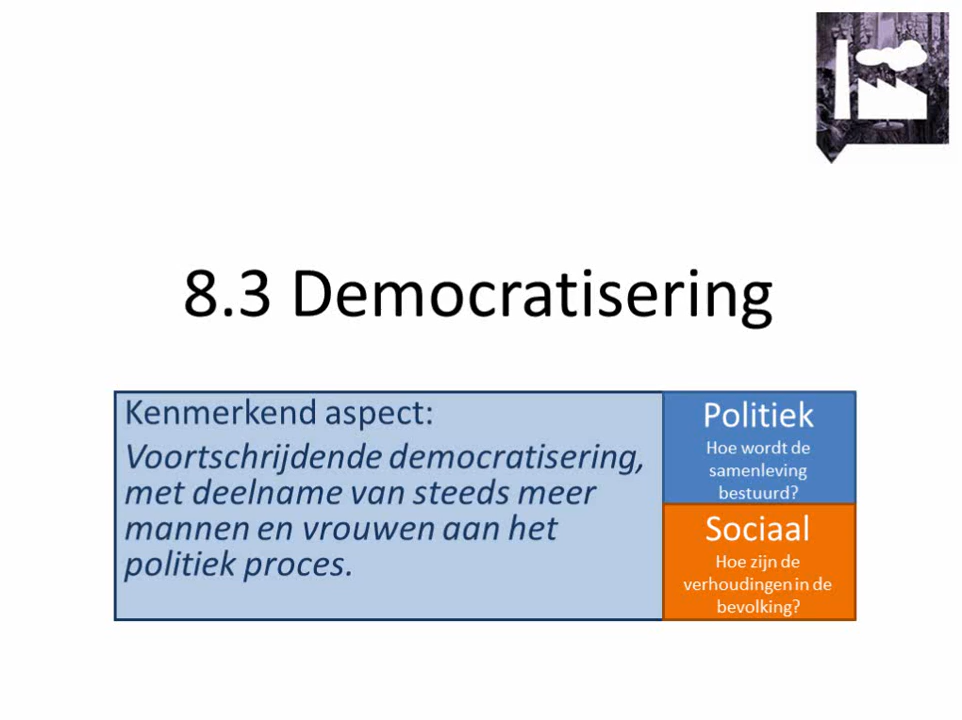 8.3 Democratisering
Kenmerkend aspect:
Voortschrijdende democratisering,
met deelname van steeds meer
mannen en vrouwen aan het
politiek proces.
Politiek
Hoe wordt de
samenleving
bestuurd?
Sociaal
Hoe zijn de
verhoudingen in de
bevolking?